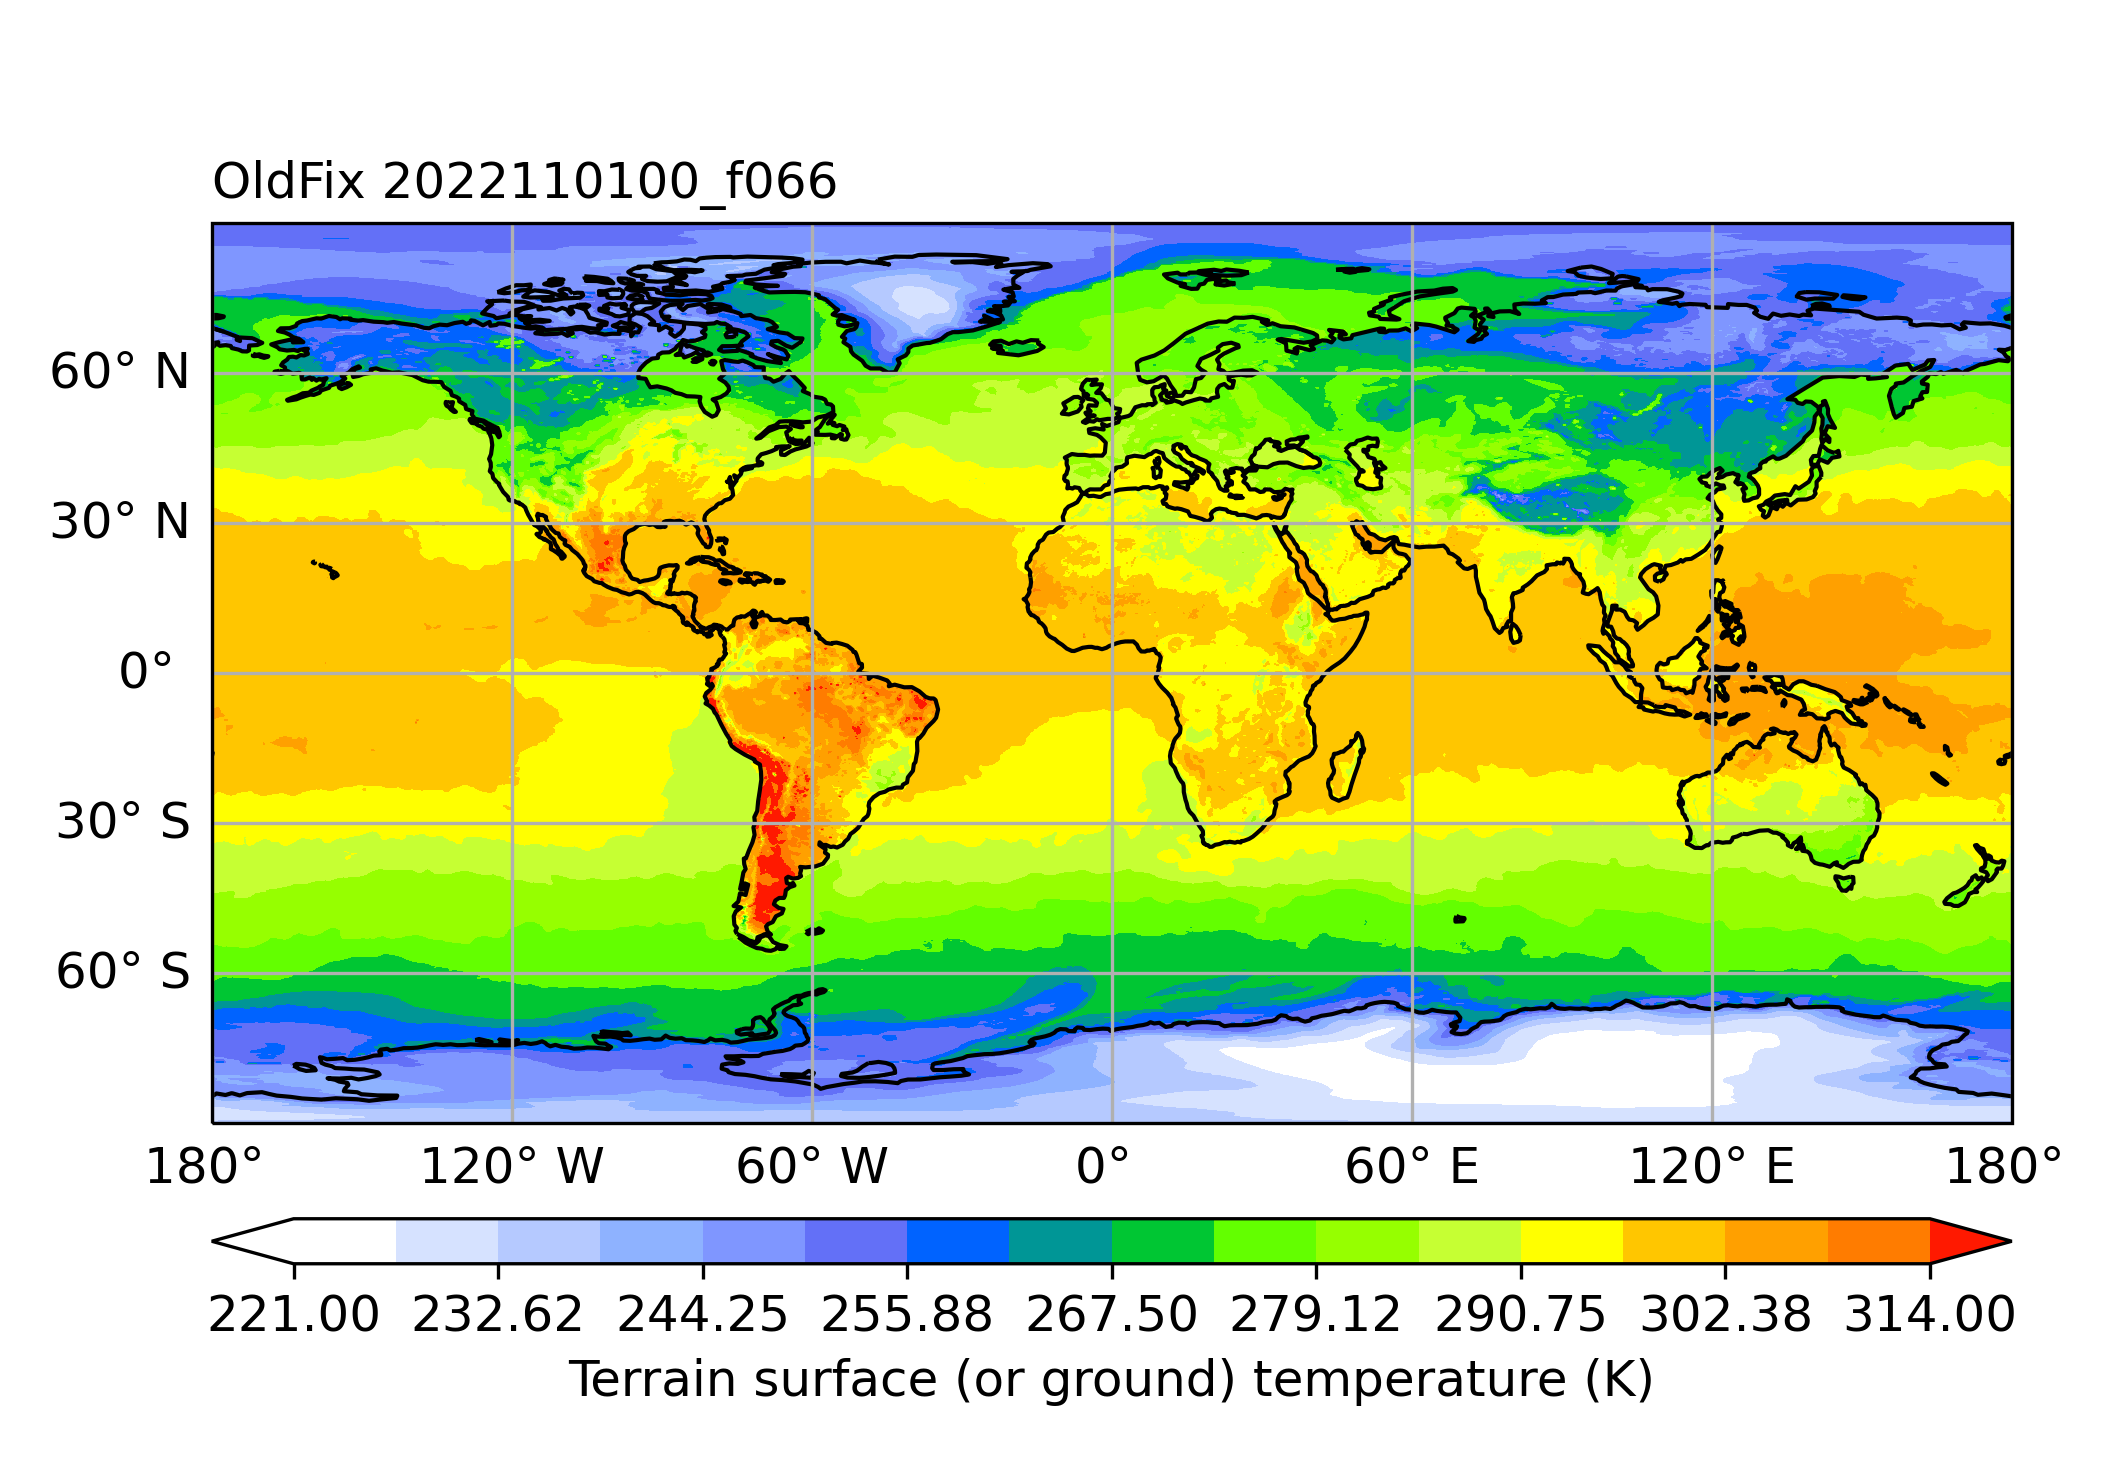 OldFix 2022110100_f066
60° N
30° N
0°
30° S
60° S
180° 120° W 60° W 0° 60° E 120° E 180°
221.00 232.62 244.25 255.88 267.50 279.12 290.75 302.38 314.00
Terrain surface (or ground) temperature (K)